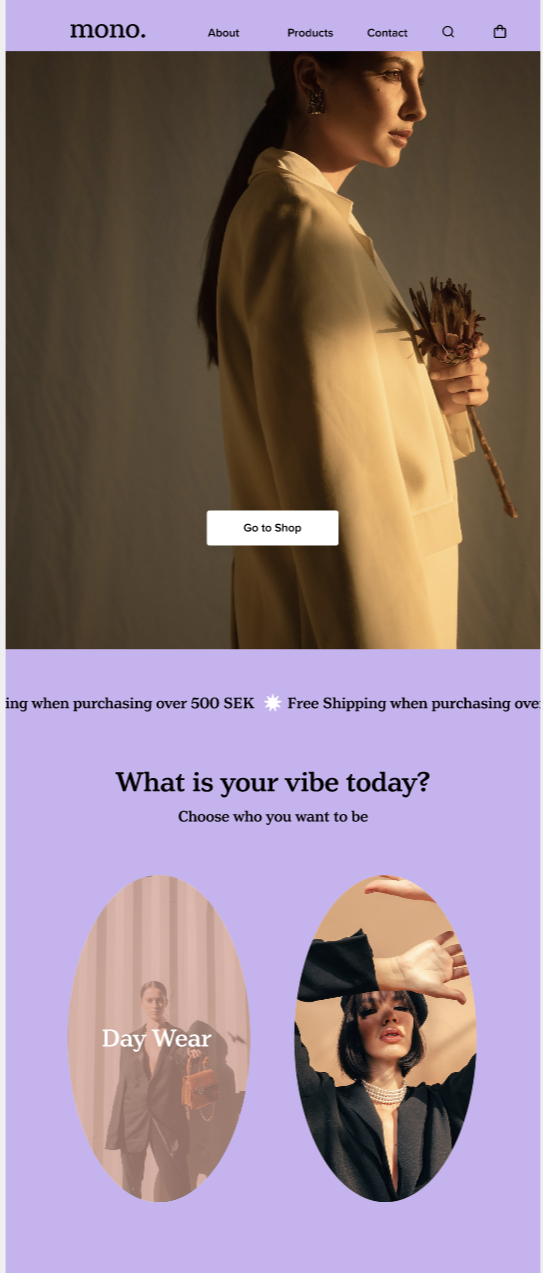 mono.
About Products Contact
Go to Shop
ing when purchasing over 500 SEK Free Shipping when purchasing ove
What is your vibe today?
Choose who you want to be
Day Wear